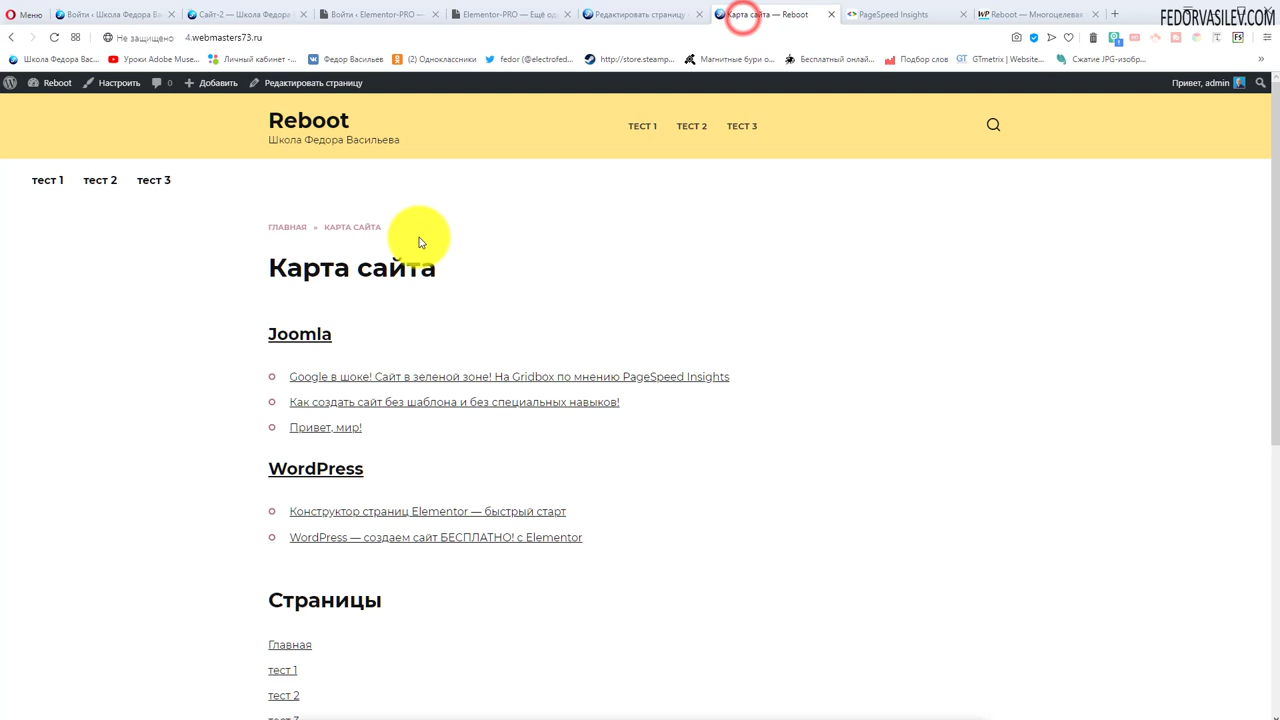 Меню
Войти ‹ Школа Федора Ва
Сайт-2 — Школа Федора
Войти ‹ Elementor-PRO —
Elementor-PRO — Ещё од
Редактировать страницу
Карта сайта — Reboot
PageSpeed Insights
Reboot — Многоцелевая
FEDORVASILEV.COM
Не защищено
4.webmasters73.ru
Школа Федора Вас...
Уроки Adobe Muse...
Личный кабинет -...
Федор Васильев
(2) Одноклассники
fedor (@electrofed...
http://store.steamp...
Магнитные бури о...
Бесплатный онлай...
Подбор слов
GTmetrix | Website...
Сжатие JPG-изобр...
Reboot
Настроить
0
Добавить
Редактировать страницу
Привет, admin
Reboot
Школа Федора Васильева
ТЕСТ 1
ТЕСТ 2
ТЕСТ 3
тест 1
тест 2
тест 3
ГЛАВНАЯ » КАРТА САЙТА
Карта сайта
Joomla
Google в шоке! Сайт в зеленой зоне! На Gridbox по мнению PageSpeed Insights
Как создать сайт без шаблона и без специальных навыков!
Привет, мир!
WordPress
Конструктор страниц Elementor — быстрый старт
WordPress — создаем сайт БЕСПЛАТНО! с Elementor
Страницы
Главная
тест 1
тест 2